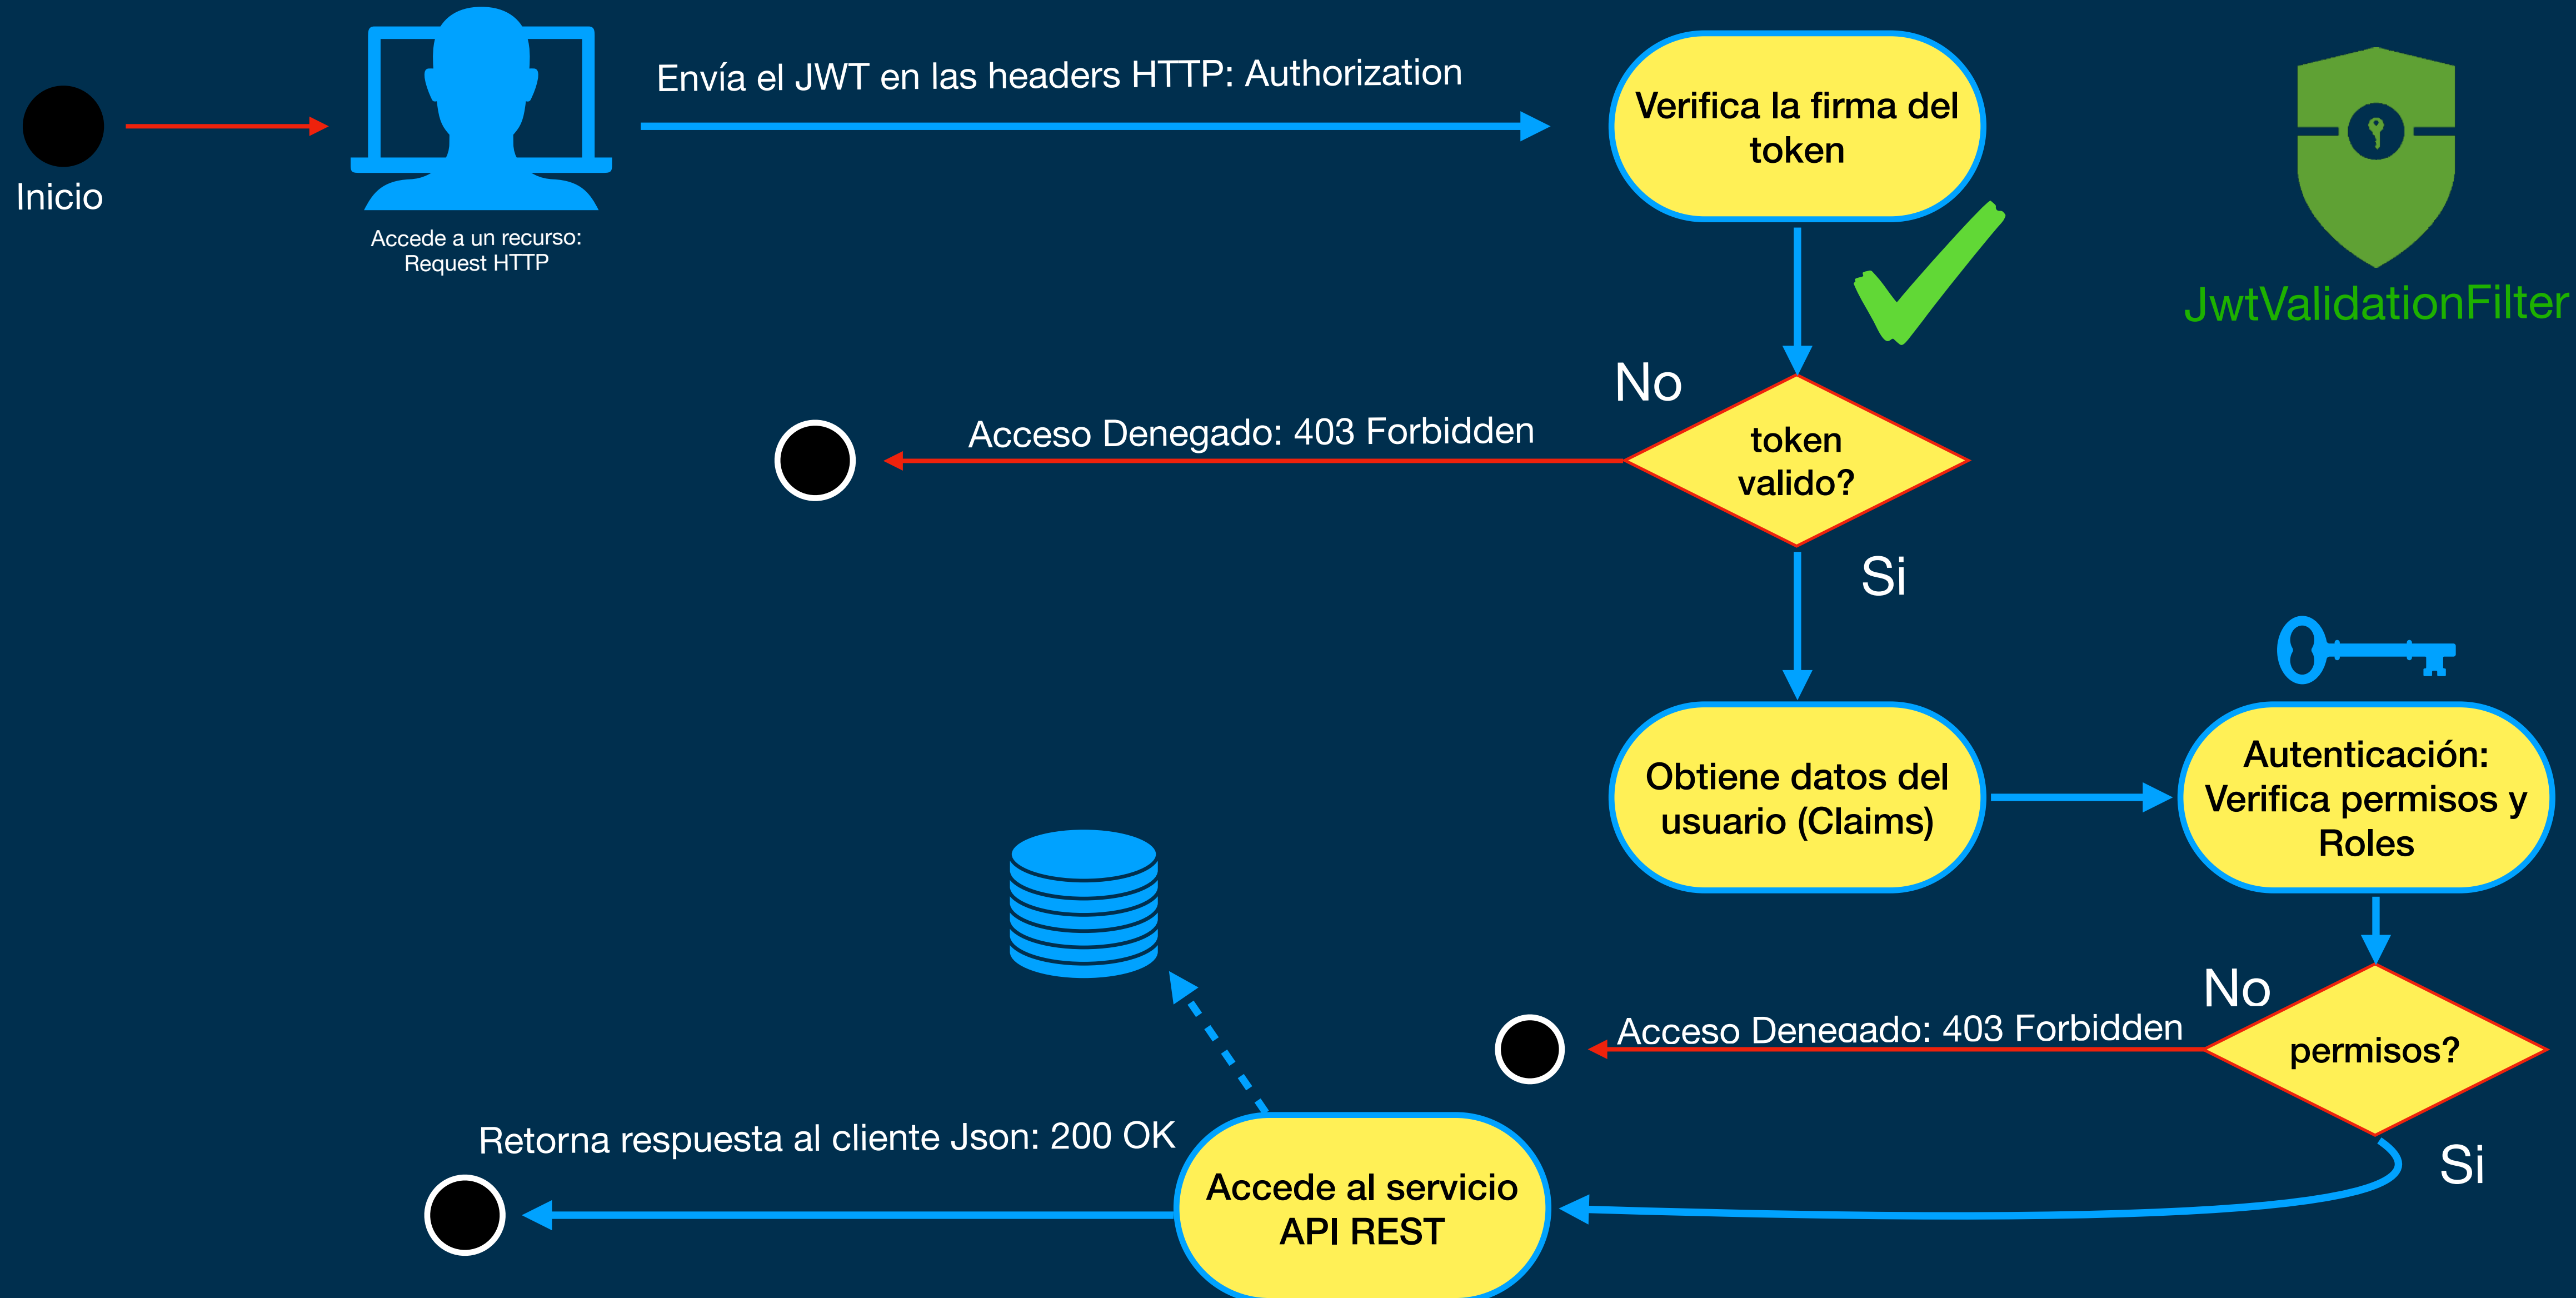 Inicio
Accede a un recurso:
Request HTTP
Envía el JWT en las headers HTTP: Authorization
Verifica la firma del
token
JwtValidationFilter
No
Acceso Denegado: 403 Forbidden
token
valido?
Si
Obtiene datos del
usuario (Claims)
Autenticación:
Verifica permisos y
Roles
No
Acceso Denegado: 403 Forbidden
permisos?
Si
Retorna respuesta al cliente Json: 200 OK
Accede al servicio
API REST